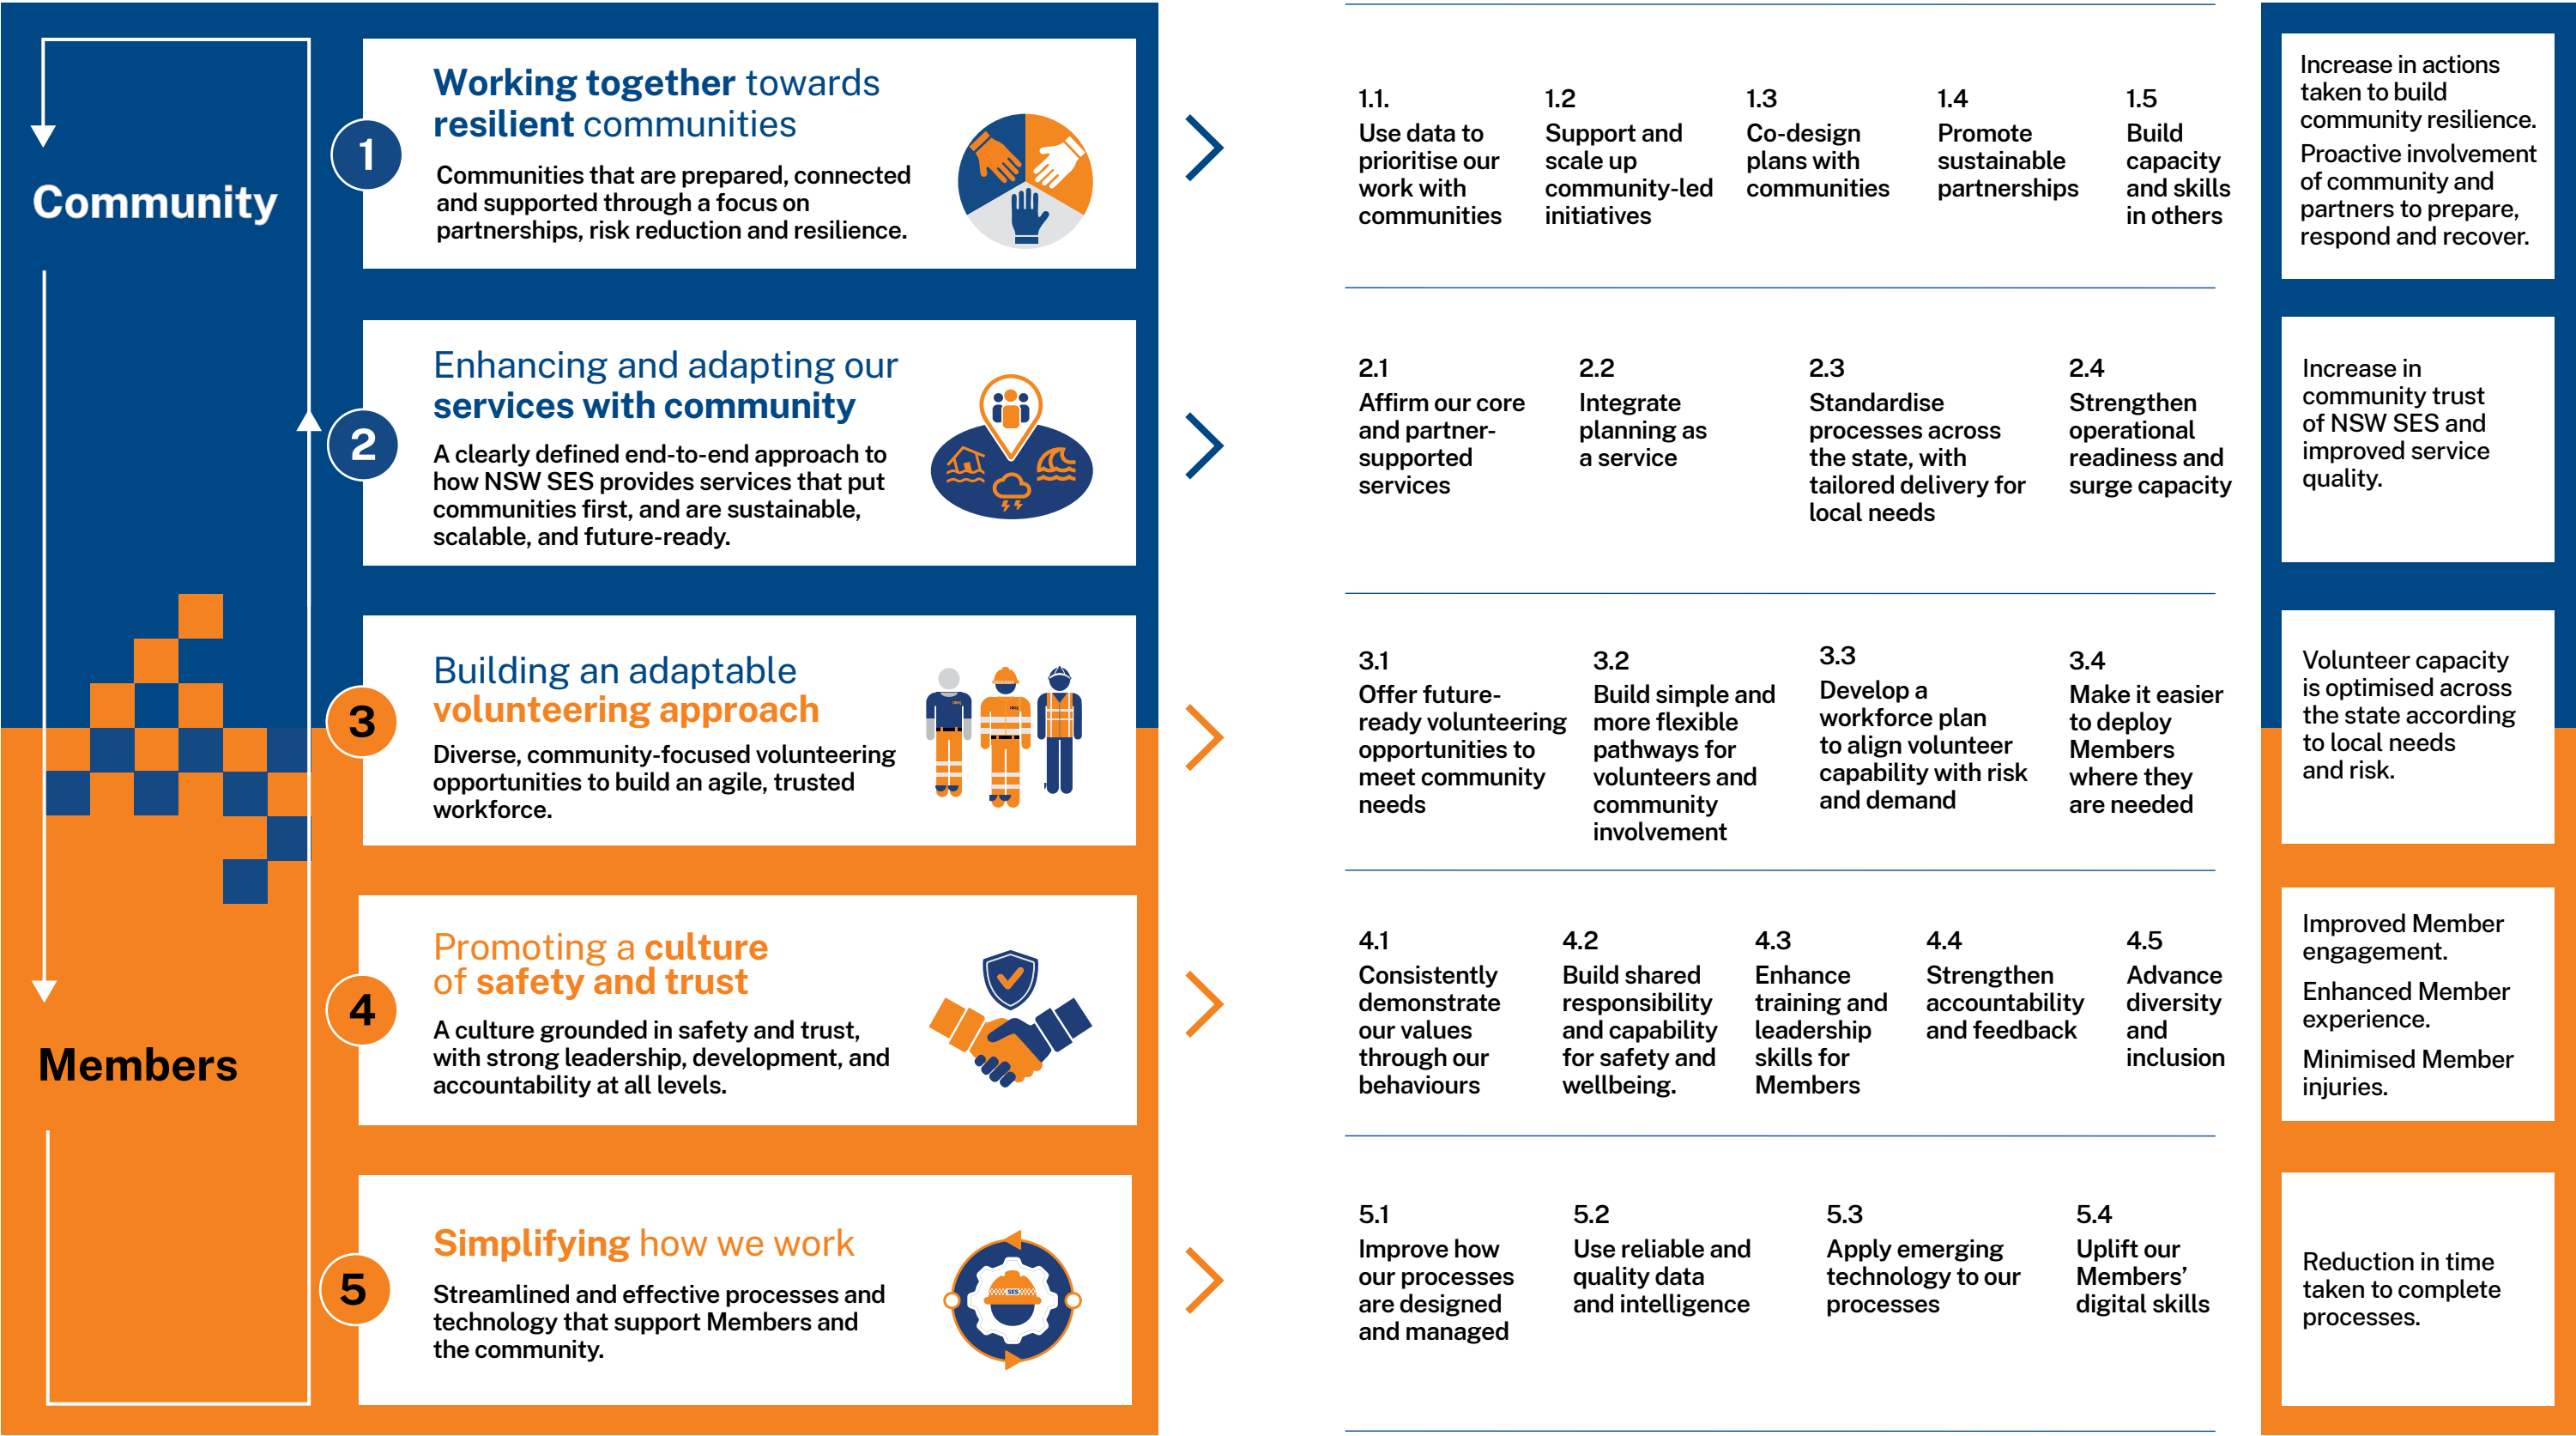 Community
Members
1
Working together towards
resilient communities
Communities that are prepared, connected
and supported through a focus on
partnerships, risk reduction and resilience.
1.1.
Use data to
prioritise our
work with
communities
1.2
Support and
scale up
community-led
initiatives
1.3
Co-design
plans with
communities
1.4
Promote
sustainable
partnerships
1.5
Build
capacity
and skills
in others
Increase in actions
taken to build
community resilience.
Proactive involvement
of community and
partners to prepare,
respond and recover.
2
Enhancing and adapting our
services with community
A clearly defined end-to-end approach to
how NSW SES provides services that put
communities first, and are sustainable,
scalable, and future-ready.
2.1
Affirm our core
and partner-
supported
services
2.2
Integrate
planning as
a service
2.3
Standardise
processes across
the state, with
tailored delivery for
local needs
2.4
Strengthen
operational
readiness and
surge capacity
Increase in
community trust
of NSW SES and
improved service
quality.
3
Building an adaptable
volunteering approach
Diverse, community-focused volunteering
opportunities to build an agile, trusted
workforce.
3.1
Offer future-
ready volunteering
opportunities to
meet community
needs
3.2
Build simple and
more flexible
pathways for
volunteers and
community
involvement
3.3
Develop a
workforce plan
to align volunteer
capability with risk
and demand
3.4
Make it easier
to deploy
Members
where they
are needed
Volunteer capacity
is optimised across
the state according
to local needs
and risk.
4
Promoting a culture
of safety and trust
A culture grounded in safety and trust,
with strong leadership, development, and
accountability at all levels.
4.1
Consistently
demonstrate
our values
through our
behaviours
4.2
Build shared
responsibility
and capability
for safety and
wellbeing.
4.3
Enhance
training and
leadership
skills for
Members
4.4
Strengthen
accountability
and feedback
4.5
Advance
diversity
and
inclusion
Improved Member
engagement.
Enhanced Member
experience.
Minimised Member
injuries.
5
Simplifying how we work
Streamlined and effective processes and
technology that support Members and
the community.
SES
5.1
Improve how
our processes
are designed
and managed
5.2
Use reliable and
quality data
and intelligence
5.3
Apply emerging
technology to our
processes
5.4
Uplift our
Members’
digital skills
Reduction in time
taken to complete
processes.